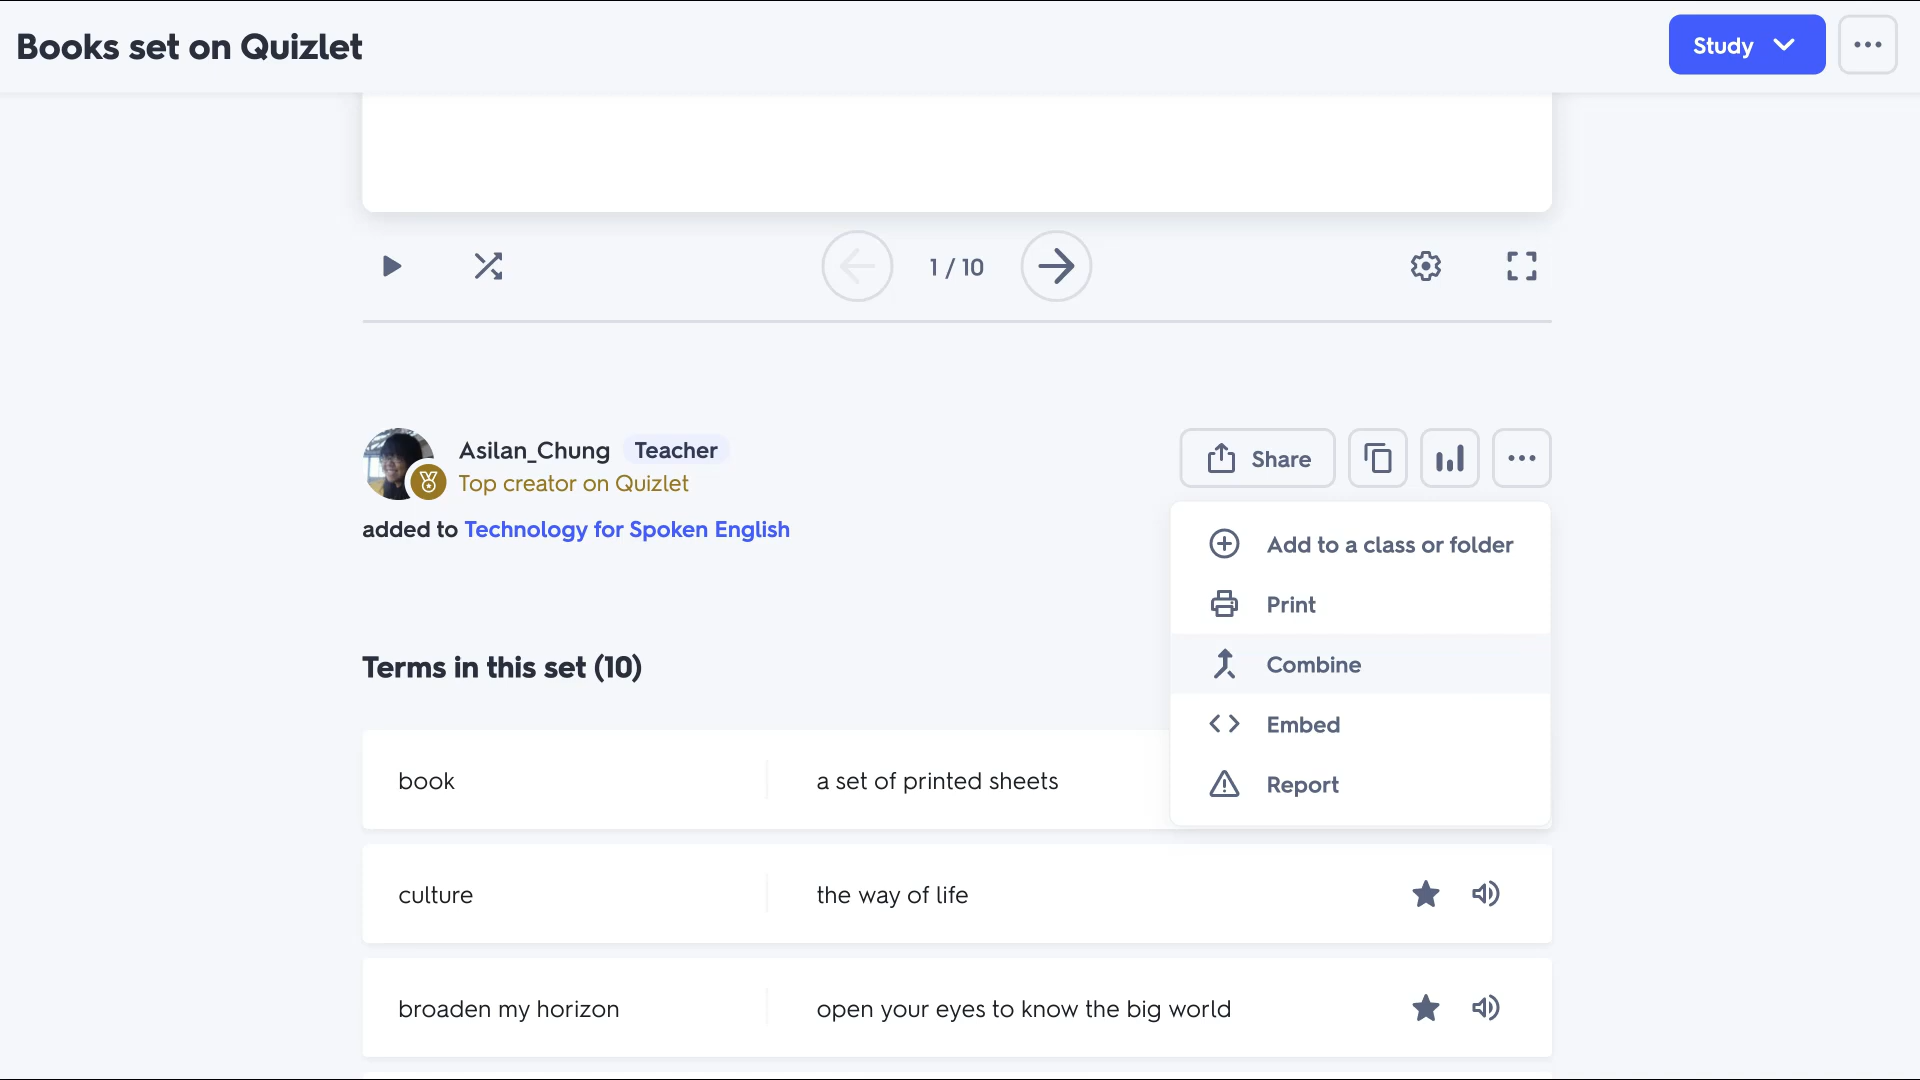 Books set on Quizlet
Study
1 / 10
Asilan_Chung Teacher
Top creator on Quizlet
added to Technology for Spoken English
Share
Add to a class or folder
Print
Combine
Embed
Report
Terms in this set (10)
book a set of printed sheets
culture the way of life
broaden my horizon open your eyes to know the big world